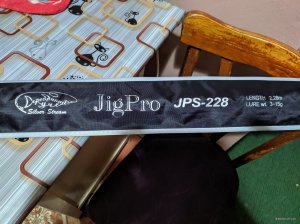 Silver Stream
JigPro
JPS-228
LENGTH: 2,28m
LURE wt. 3-15g